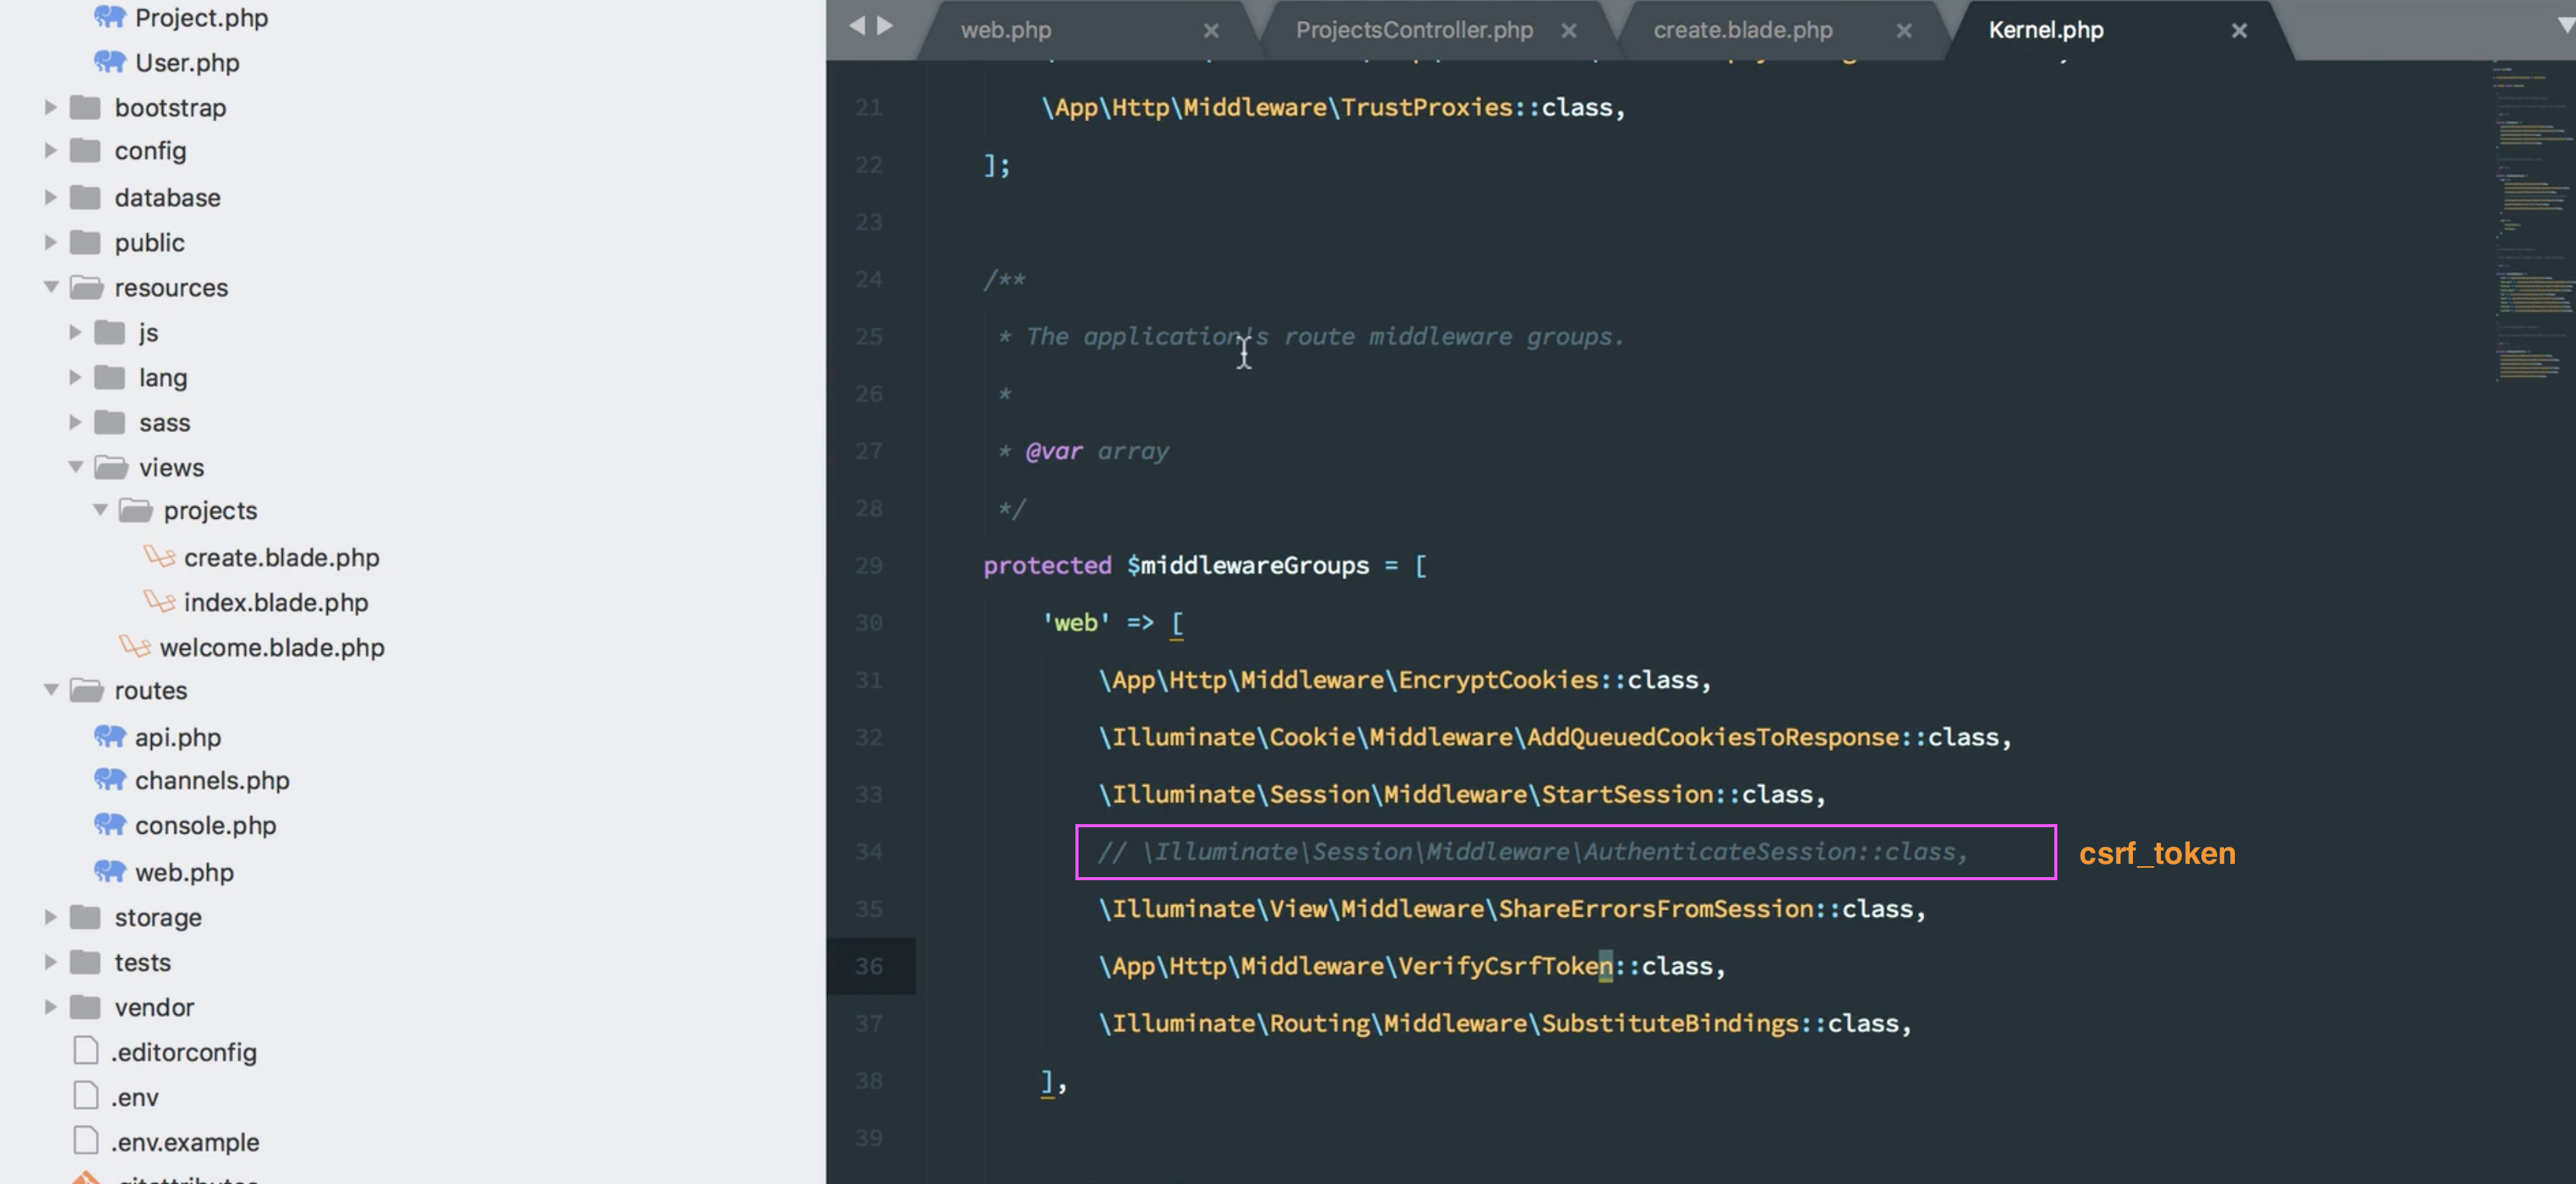 Project.php
User.php
bootstrap
config
database
public
resources
js
lang
sass
views
projects
create.blade.php
index.blade.php
welcome.blade.php
routes
api.php
channels.php
console.php
web.php
storage
tests
vendor
.editorconfig
.env
.env.example
.gitattributes
web.php ProjectsController.php create.blade.php Kernel.php
21 \App\Http\Middleware\TrustProxies::class,
22 ];
23
24 /**
25 * The application's route middleware groups.
26 *
27 * @var array
28 */
29 protected $middlewareGroups = [
30 'web' => [
31 \App\Http\Middleware\EncryptCookies::class,
32 \Illuminate\Cookie\Middleware\AddQueuedCookiesToResponse::class,
33 \Illuminate\Session\Middleware\StartSession::class,
34 // \Illuminate\Session\Middleware\AuthenticateSession::class, csrf_token
35 \Illuminate\View\Middleware\ShareErrorsFromSession::class,
36 \App\Http\Middleware\VerifyCsrfToken::class,
37 \Illuminate\Routing\Middleware\SubstituteBindings::class,
38 ],
39